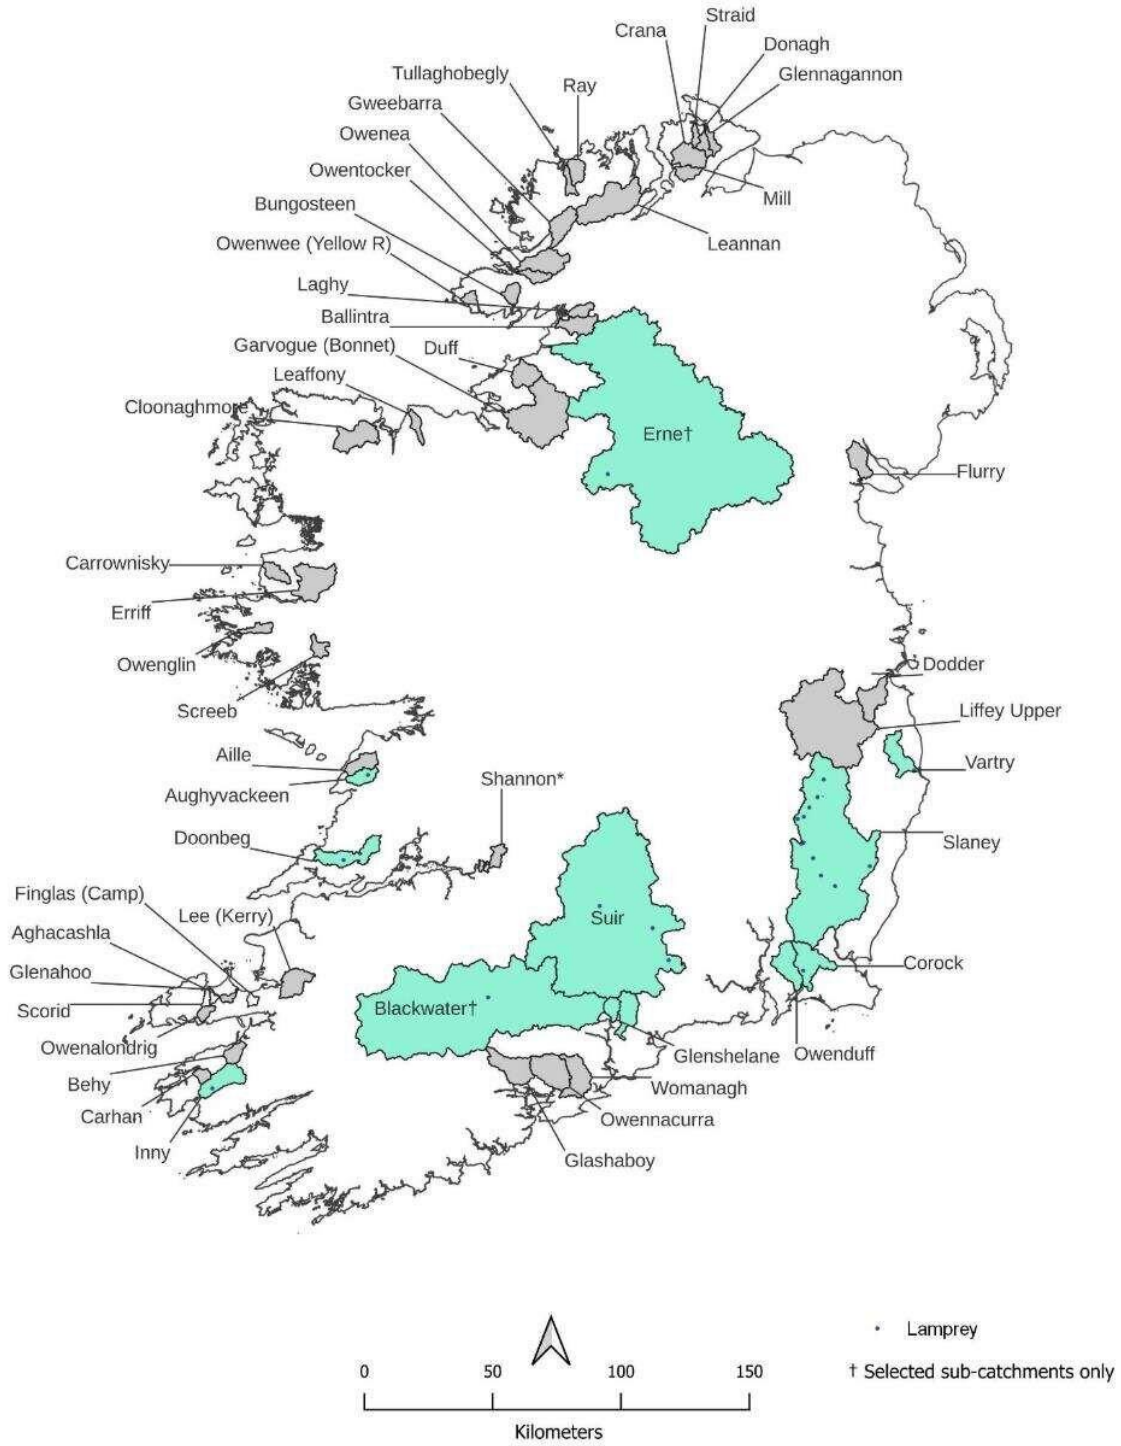 Straid
Crana
Donagh
Tullaghobegly
Ray
Glennagannon
Gweebarra
Owenea
Owentocker
Mill
Bungosteen
Owenwee (Yellow R)
Leannan
Laghy
Ballintra
Garvogue (Bonnet)
Duff
Leaffony
Cloonaghmore
Erne†
Flurry
Carrownisky
Erriff
Owenglin
Dodder
Screeb
Liffey Upper
Aille
Vartry
Shannon*
Aughyvackeen
Doonbeg
Slaney
Finglas (Camp)
Lee (Kerry)
Suir
Aghacashla
Glenahoo
Corock
Scorid
Blackwater†
Owenalondrig
Glenshelane
Owenduff
Behy
Womanagh
Carhan
Owennacurra
Inny
Glashaboy
Lamprey
0 50 100 150
† Selected sub-catchments only
Kilometers